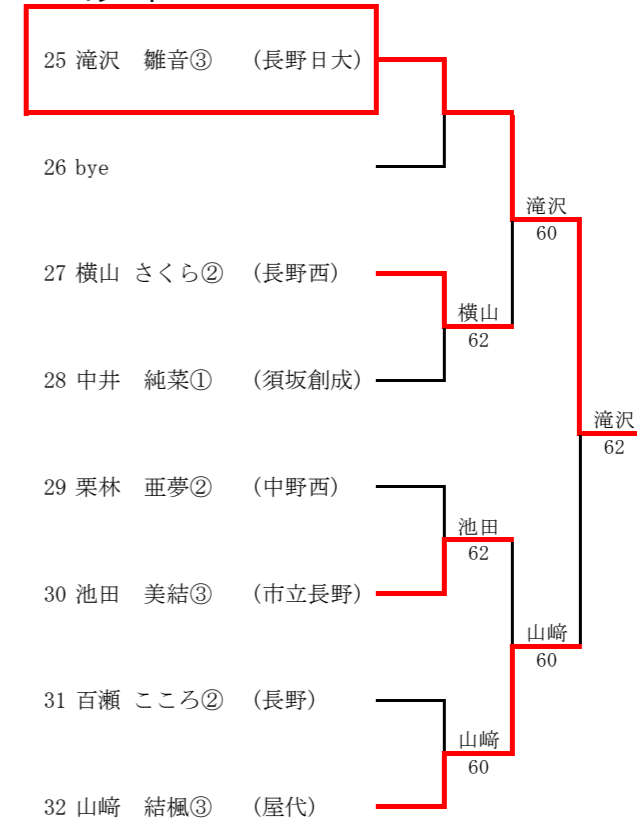 25 滝沢　雛音③　(長野日大)
26 bye
滝沢
60
27 横山 さくら②　(長野西)
横山
62
28 中井　純菜①　(須坂創成)
滝沢
62
29 栗林　亜夢②　(中野西)
池田
62
30 池田　美結③　(市立長野)
山﨑
60
31 百瀬 こころ②　(長野)
山﨑
60
32 山﨑　結楓③　(屋代)